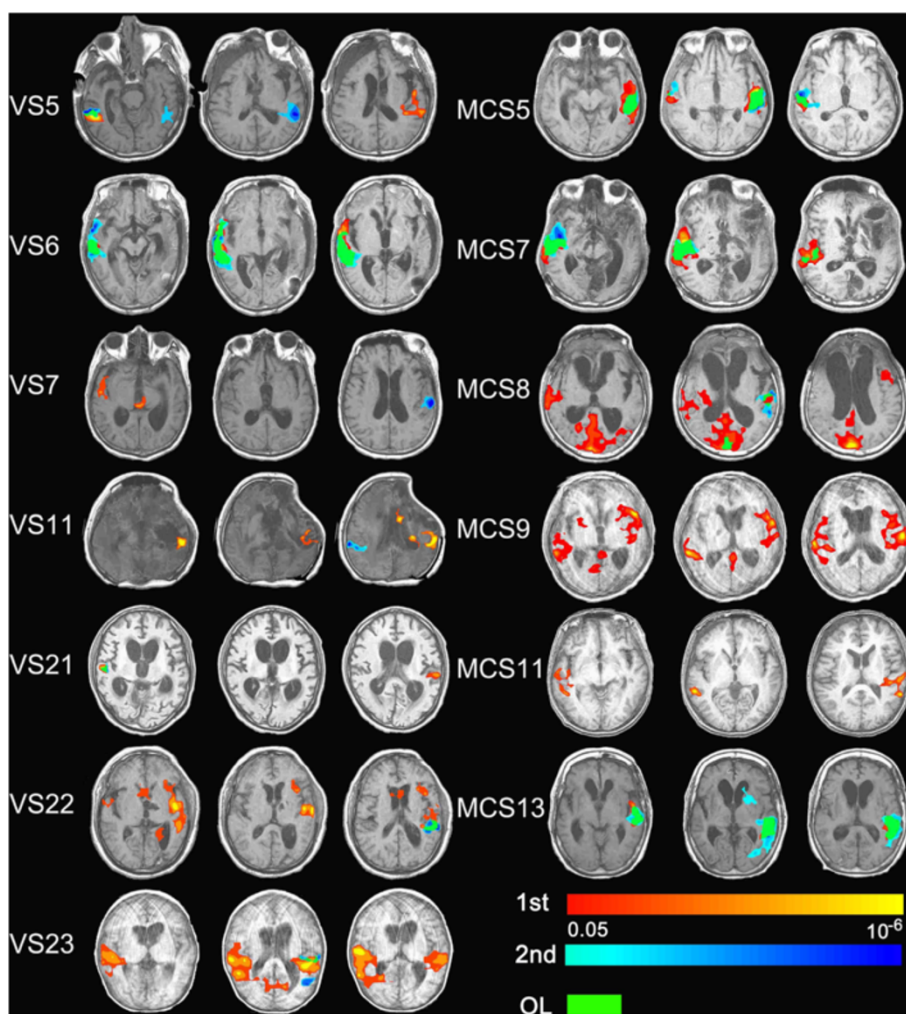 VS5
MCS5
VS6
MCS7
VS7
MCS8
VS11
MCS9
VS21
MCS11
VS22
MCS13
VS23
1st
0.05 10⁻⁶
2nd
OL